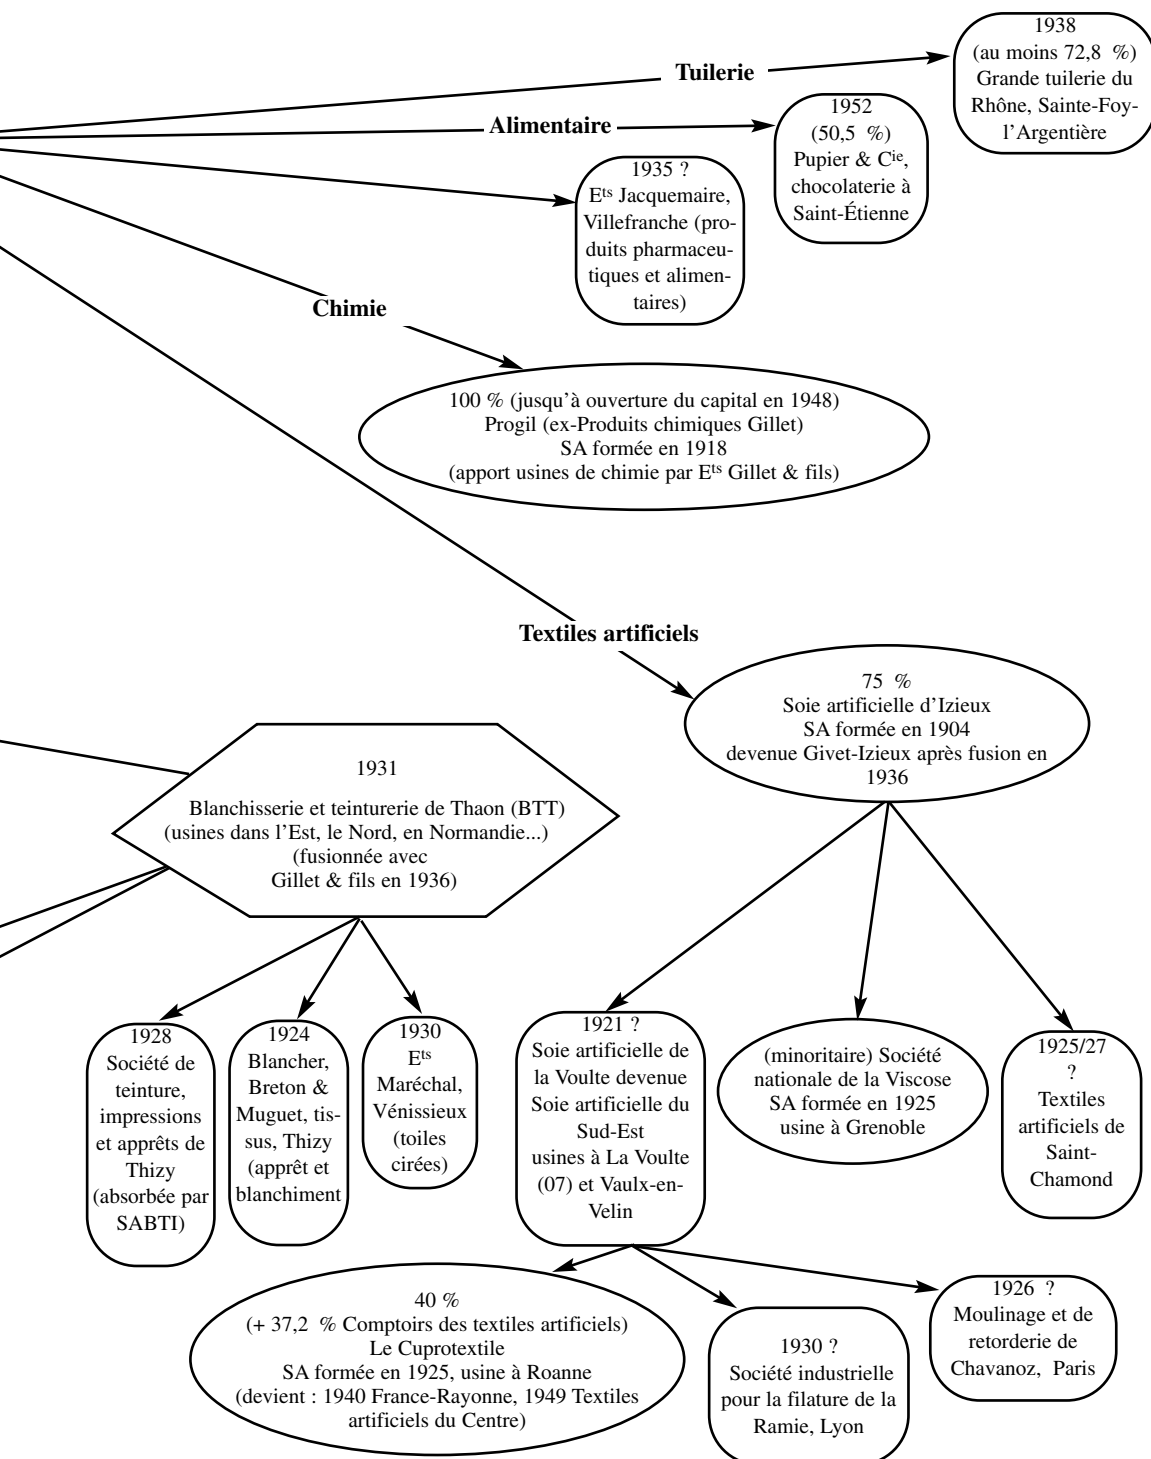 1938
(au moins 72,8 %)
Grande tuilerie du
Rhône, Sainte-Foy-
l'Argentière
Tuilerie
Alimentaire
1952
(50,5 %)
Pupier & Cie,
chocolaterie à
Saint-Étienne
1935 ?
Ets Jacquemaire,
Villefranche (pro-
duits pharmaceu-
tiques et alimen-
taires)
Chimie
100 % (jusqu'à ouverture du capital en 1948)
Progil (ex-Produits chimiques Gillet)
SA formée en 1918
(apport usines de chimie par Ets Gillet & fils)
Textiles artificiels
75 %
Soie artificielle d'Izieux
SA formée en 1904
devenue Givet-Izieux après fusion en
1936
1931
Blanchisserie et teinturerie de Thaon (BTT)
(usines dans l'Est, le Nord, en Normandie...)
(fusionnée avec
Gillet & fils en 1936)
1928
Société de
teinture,
impressions
et apprêts de
Thizy
(absorbée par
SABTI)
1924
Blancher,
Breton &
Muguet, tis-
sus, Thizy
(apprêt et
blanchiment
1930
Ets
Maréchal,
Vénissieux
(toiles
cirées)
1921 ?
Soie artificielle de
la Voulte devenue
Soie artificielle du
Sud-Est
usines à La Voulte
(07) et Vaulx-en-
Velin
(minoritaire) Société
nationale de la Viscose
SA formée en 1925
usine à Grenoble
1925/27
?
Textiles
artificiels de
Saint-
Chamond
40 %
(+ 37,2 % Comptoirs des textiles artificiels)
Le Cuprotextile
SA formée en 1925, usine à Roanne
(devient : 1940 France-Rayonne, 1949 Textiles
artificiels du Centre)
1930 ?
Société industrielle
pour la filature de la
Ramie, Lyon
1926 ?
Moulinage et de
retorderie de
Chavanoz, Paris